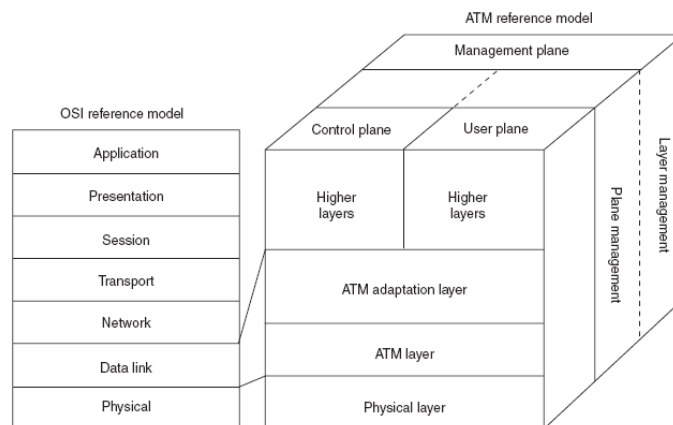 ATM reference model
Management plane
OSI reference model
Control plane
User plane
Application
Presentation
Session
Transport
Network
Data link
Physical
Higher
layers
Higher
layers
ATM adaptation layer
ATM layer
Physical layer
Plane management
Layer management